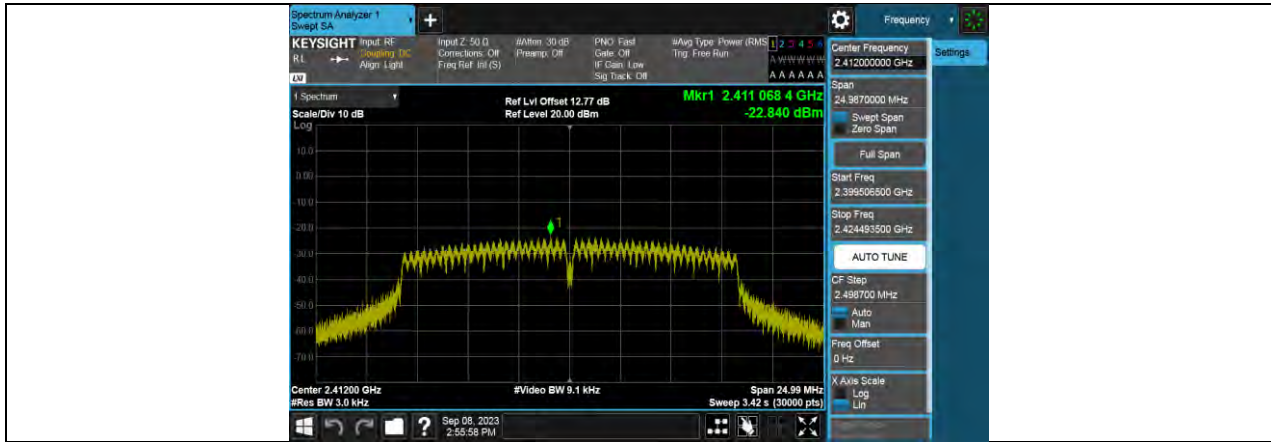 Spectrum Analyzer 1
Swept SA
+
Frequency
KEYSIGHT
RL
LXI
Input: RF
Coupling: DC
Align: Light
Input Z: 50 Ω
Corrections: Off
Freq Ref: Int (S)
#Atten: 30 dB
Preamp: Off
PNO: Fast
Gate: Off
IF Gain: Low
Sig Track: Off
#Avg Type: Power (RMS
Trig: Free Run
1 2 3 4 5 6
A W W W W W
A A A A A A
1 Spectrum
Scale/Div 10 dB
Ref Lvl Offset 12.77 dB
Ref Level 20.00 dBm
Mkr1 2.411 068 4 GHz
-22.840 dBm
Log
10.0
0.00
-10.0
-20.0
-30.0
-40.0
-50.0
-60.0
-70.0
1
Center 2.41200 GHz
#Res BW 3.0 kHz
#Video BW 9.1 kHz
Span 24.99 MHz
Sweep 3.42 s (30000 pts)
Center Frequency
2.412000000 GHz
Settings
Span
24.9870000 MHz
Swept Span
Zero Span
Full Span
Start Freq
2.399506500 GHz
Stop Freq
2.424493500 GHz
AUTO TUNE
CF Step
2.498700 MHz
Auto
Man
Freq Offset
0 Hz
X Axis Scale
Log
Lin
?
Sep 08, 2023
2:55:58 PM